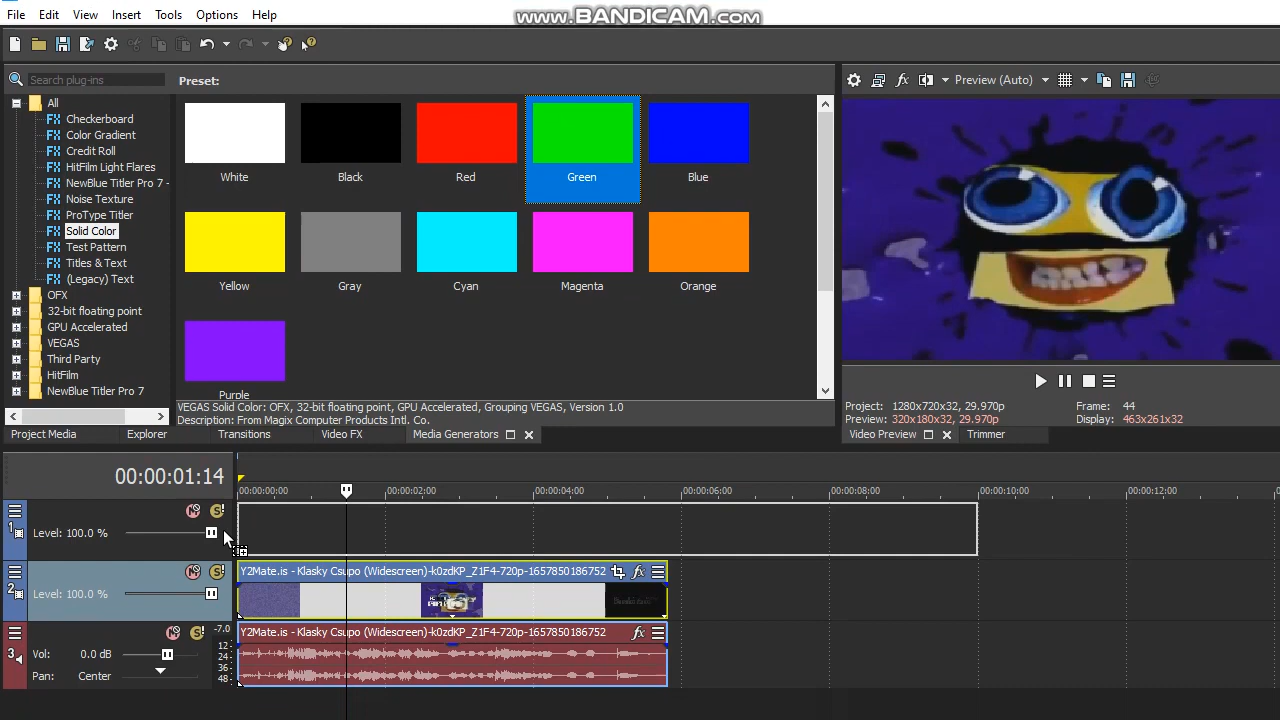 www.BANDICAM.com
File Edit View Insert Tools Options Help
Search plug-ins
Preset:
Preview (Auto)
All
Checkerboard
Color Gradient
Credit Roll
HitFilm Light Flares
NewBlue Titler Pro 7 -
Noise Texture
ProType Titler
Solid Color
Test Pattern
Titles & Text
(Legacy) Text
OFX
32-bit floating point
GPU Accelerated
VEGAS
Third Party
HitFilm
NewBlue Titler Pro 7
White Black Red Green Blue
Yellow Gray Cyan Magenta Orange
Purple
VEGAS Solid Color: OFX, 32-bit floating point, GPU Accelerated, Grouping VEGAS, Version 1.0
Description: From Magix Computer Products Intl. Co.
Project: 1280x720x32, 29.970p Frame: 44
Preview: 320x180x32, 29.970p Display: 463x261x32
Project Media Explorer Transitions Video FX Media Generators Video Preview Trimmer
00:00:01:14
00:00:00:00 00:00:02:00 00:00:04:00 00:00:06:00 00:00:08:00 00:00:10:00 00:00:12:00
1 Level: 100.0 %
2 Level: 100.0 %
Y2Mate.is - Klasky Csupo (Widescreen)-k0zdKP_Z1F4-720p-1657850186752
3 Vol: 0.0 dB
Pan: Center
-7.0
12
24
36
48
Y2Mate.is - Klasky Csupo (Widescreen)-k0zdKP_Z1F4-720p-1657850186752